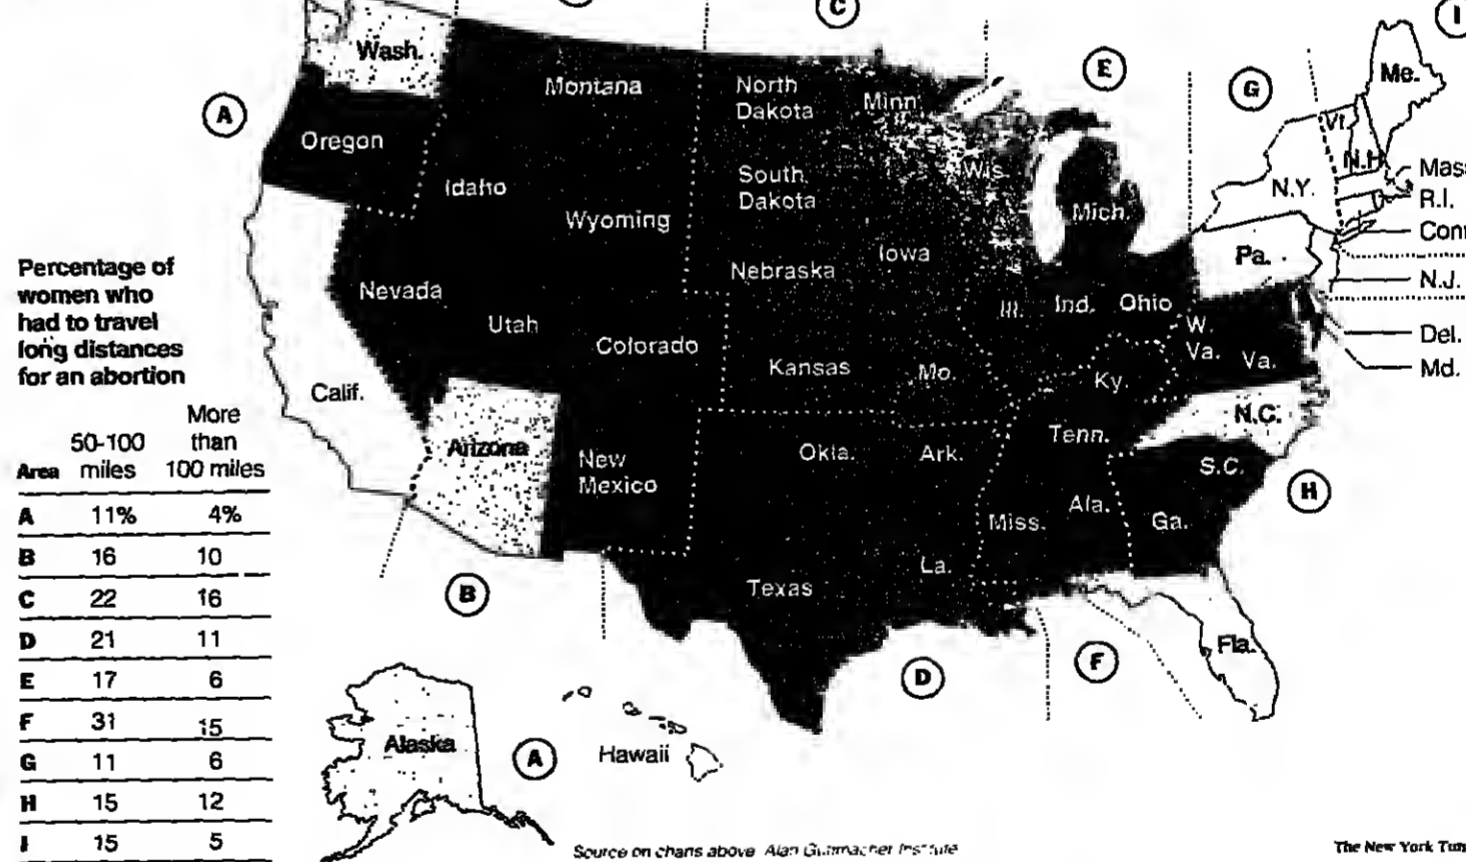 C
I
Wash.
Montana
North
Dakota
Minn.
E
G
Me.
A
Oregon
Vt.
N.H.
Idaho
South
Dakota
Wis.
Mass
R.I.
N.Y.
Wyoming
Mich.
Conn
Percentage of
women who
had to travel
long distances
for an abortion
Nevada
Nebraska
Iowa
Pa.
N.J.
Utah
Ill.
Ind.
Ohio
W.
Va.
Va.
Del.
Md.
Colorado
Kansas
Mo.
Ky.
Calif.
N.C.
Arizona
New
Mexico
Okla.
Ark.
Tenn.
S.C.
H
Miss.
Ala.
Ga.
La.
Texas
B
D
F
Fla.
Alaska
A
Hawaii
Area 50-100 miles More than 100 miles
A 11% 4%
B 16 10
C 22 16
D 21 11
E 17 6
F 31 15
G 11 6
H 15 12
I 15 5
Source on charts above Alan Guttmacher Institute
The New York Tim